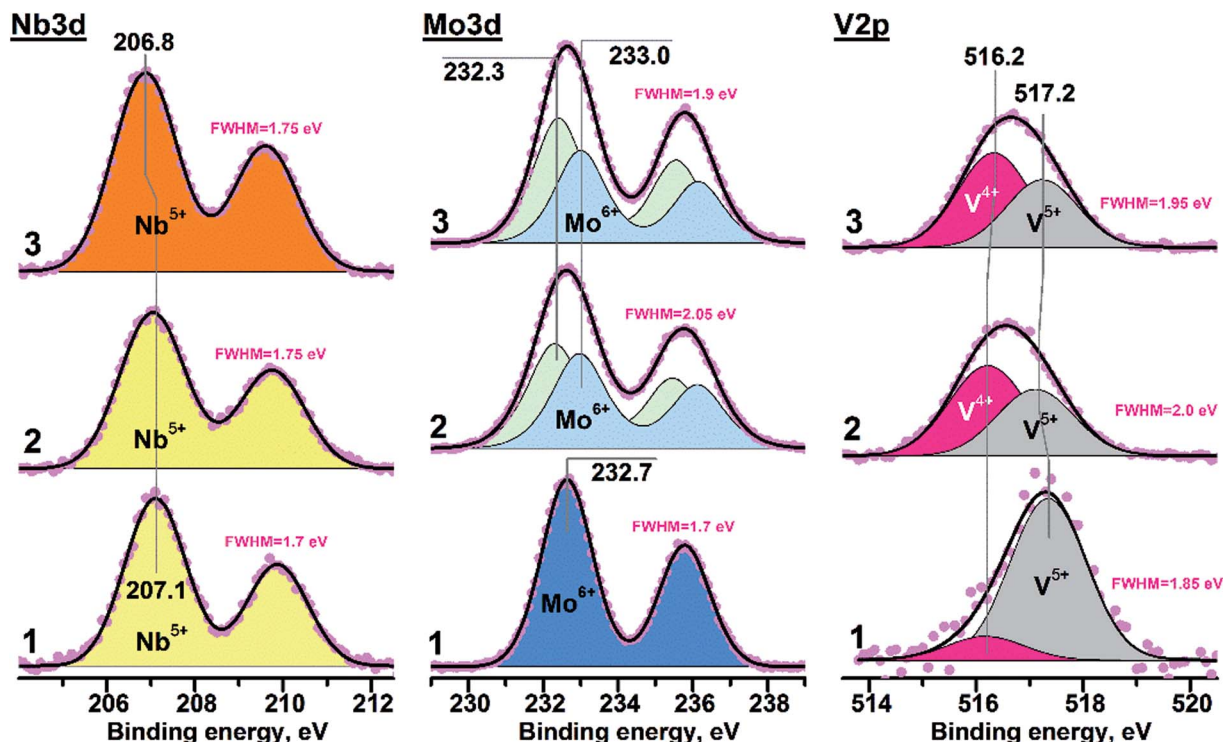 Nb3d
206.8
FWHM=1.75 eV
Nb5+
3
FWHM=1.75 eV
Nb5+
2
FWHM=1.7 eV
207.1
Nb5+
1
206 208 210 212
Binding energy, eV
Mo3d
233.0
232.3
FWHM=1.9 eV
Mo6+
3
FWHM=2.05 eV
Mo6+
2
232.7
FWHM=1.7 eV
Mo6+
1
230 232 234 236 238
Binding energy, eV
V2p
516.2
517.2
V4+
V5+
FWHM=1.95 eV
3
V4+
V5+
FWHM=2.0 eV
2
V5+
FWHM=1.85 eV
1
514 516 518 520
Binding energy, eV